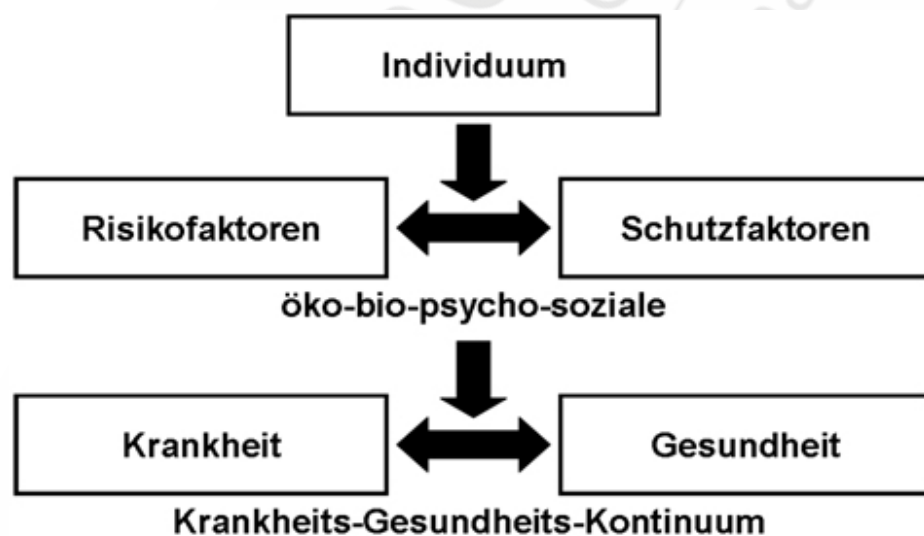 Individuum
Risikofaktoren Schutzfaktoren
öko-bio-psycho-soziale
Krankheit Gesundheit
Krankheits-Gesundheits-Kontinuum